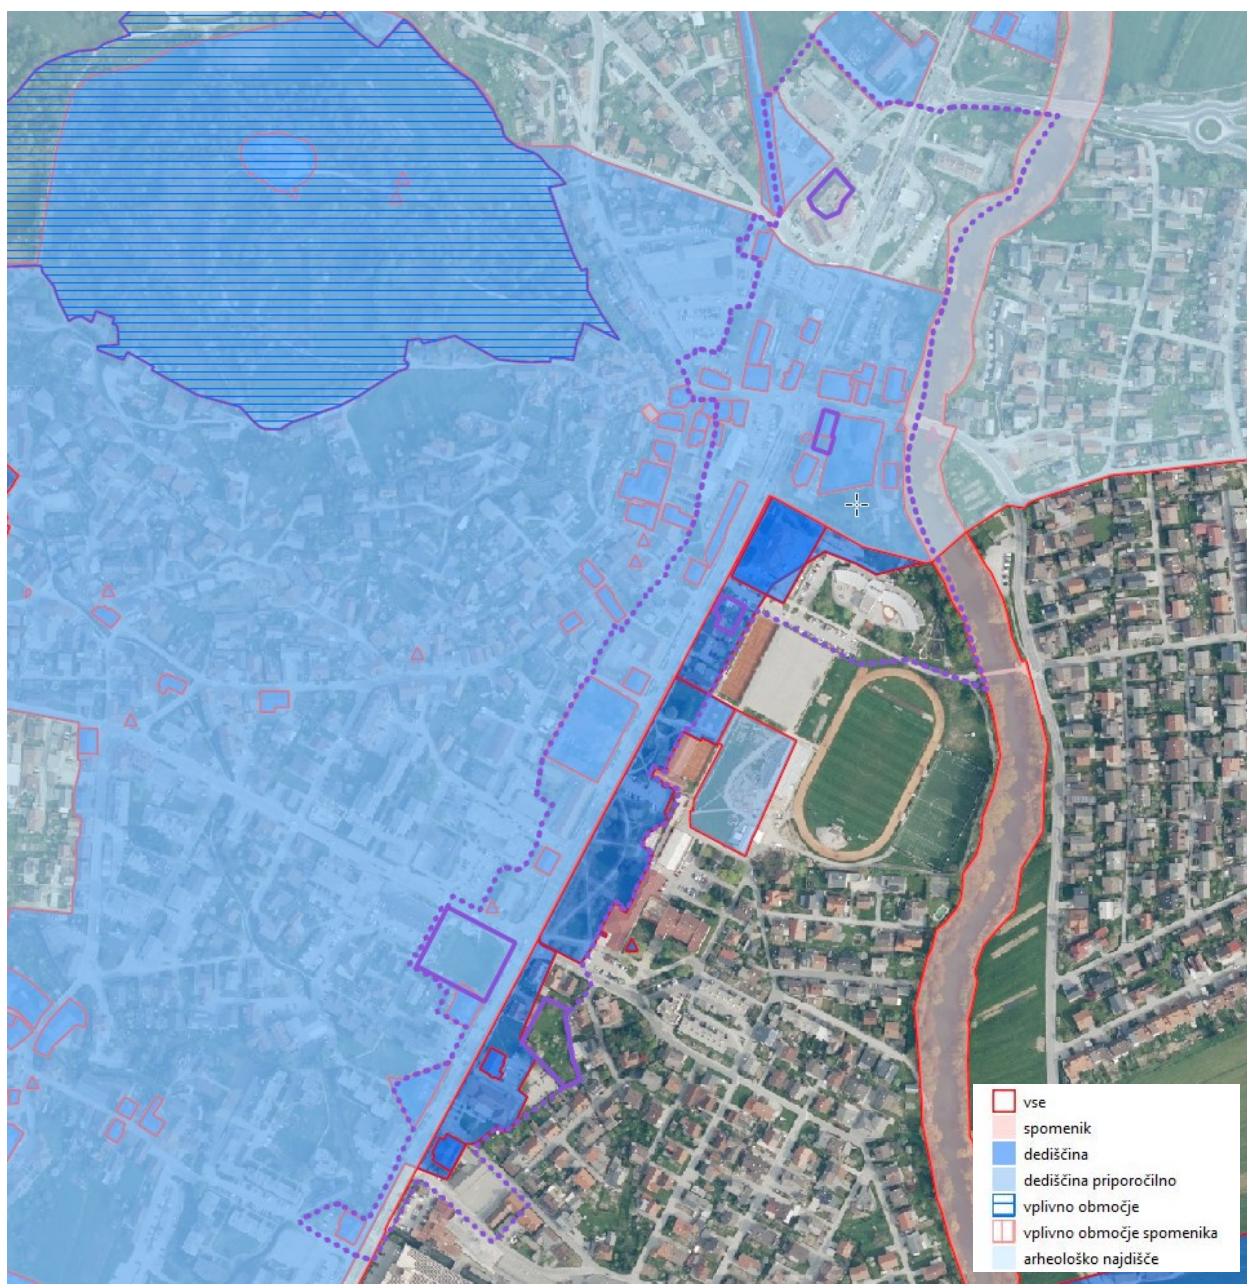 vse
spomenik
dediščina
dediščina priporočilno
vplivno območje
vplivno območje spomenika
arheološko najdišče